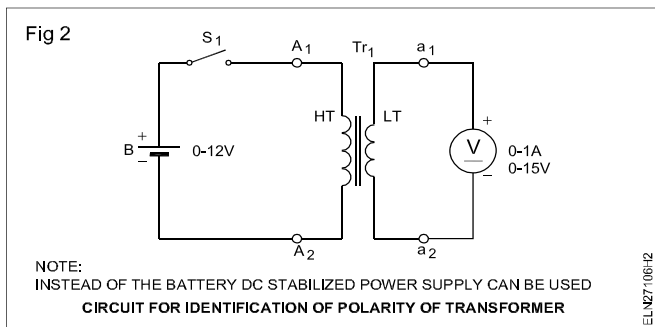 Fig 2
S1
A1
Tr1
a1
HT
LT
+
B
−
0-12V
+
V
−
0-1A
0-15V
A2
a2
NOTE:
INSTEAD OF THE BATTERY DC STABILIZED POWER SUPPLY CAN BE USED
CIRCUIT FOR IDENTIFICATION OF POLARITY OF TRANSFORMER
ELN27106H2